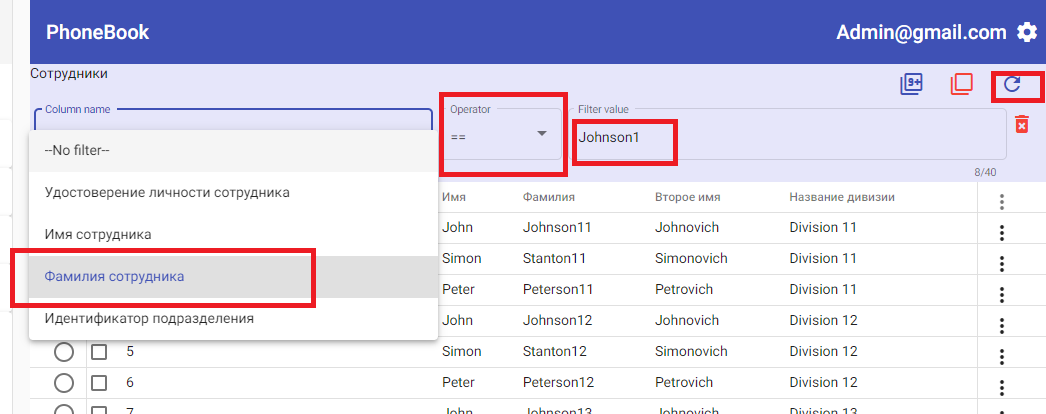 PhoneBook Admin@gmail.com
Сотрудники
9+
Column name Operator Filter value
== Johnson1
8/40
--No filter--
Удостоверение личности сотрудника
Имя сотрудника
Фамилия сотрудника
Идентификатор подразделения
Имя Фамилия Второе имя Название дивизии
John Johnson11 Johnovich Division 11
Simon Stanton11 Simonovich Division 11
Peter Peterson11 Petrovich Division 11
John Johnson12 Johnovich Division 12
5 Simon Stanton12 Simonovich Division 12
6 Peter Peterson12 Petrovich Division 12
7 John Johnson13 Johnovich Division 13